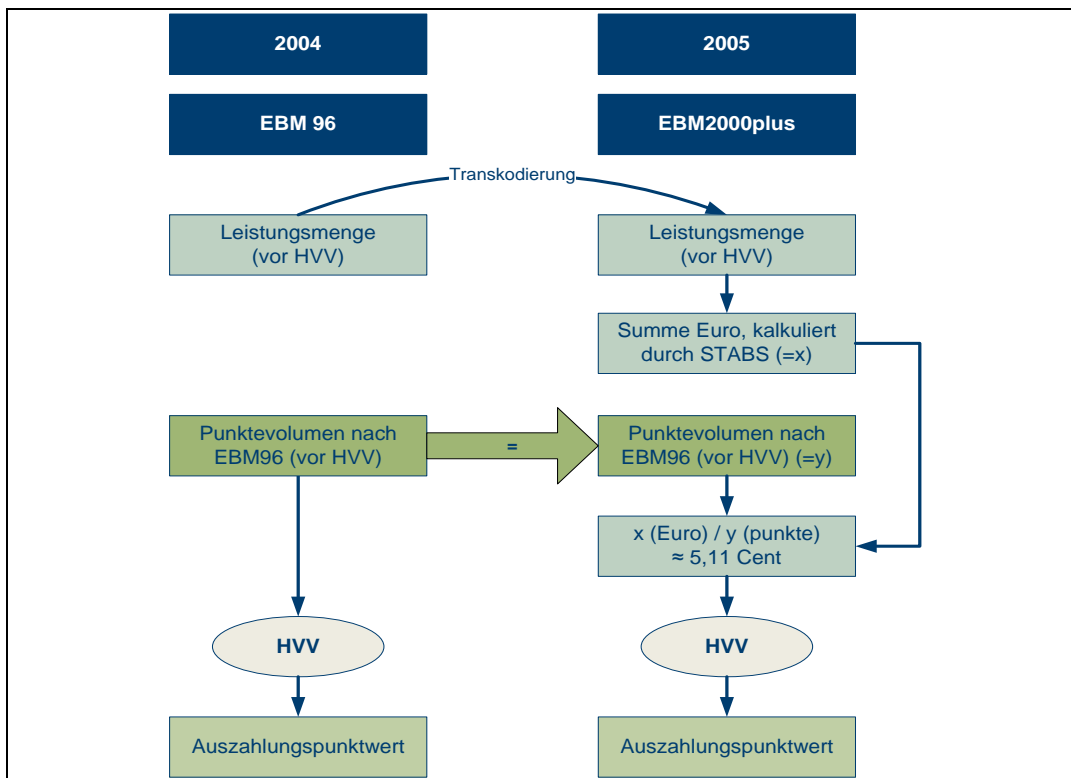 2004
2005
EBM 96
EBM2000plus
Transkodierung
Leistungsmenge
(vor HVV)
Leistungsmenge
(vor HVV)
Summe Euro, kalkuliert
durch STABS (=x)
Punktevolumen nach
EBM96 (vor HVV)
=
Punktevolumen nach
EBM96 (vor HVV) (=y)
x (Euro) / y (punkte)
≈ 5,11 Cent
HVV
HVV
Auszahlungspunktwert
Auszahlungspunktwert